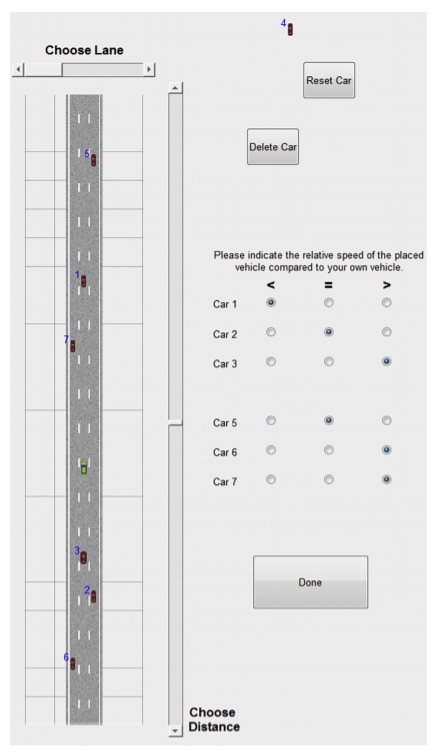 4
Choose Lane
Reset Car
5
Delete Car
Please indicate the relative speed of the placed
vehicle compared to your own vehicle.
1
< = >
Car 1
7
Car 2
Car 3
Car 5
Car 6
Car 7
3
Done
2
6
Choose
Distance